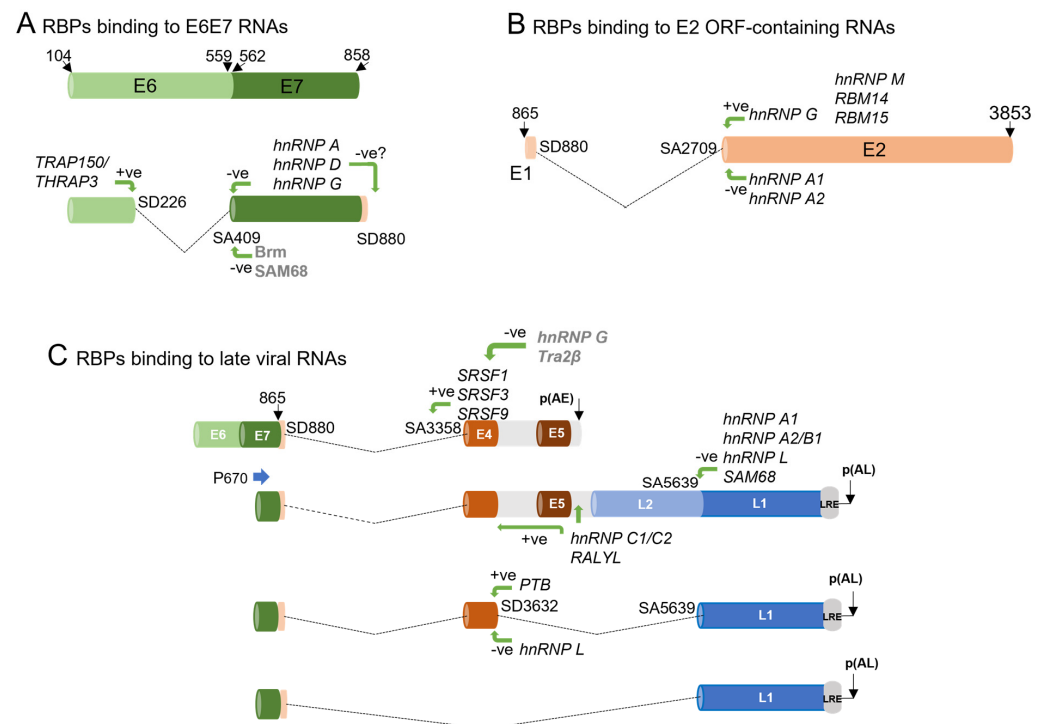 A RBPs binding to E6E7 RNAs
104
559
562
858
E6
E7
TRAP150/
THRAP3
+ve
SD226
-ve
hnRNP A
hnRNP D
hnRNP G
-ve?
SA409
SD880
-ve
Brm
SAM68
B RBPs binding to E2 ORF-containing RNAs
865
E1
SD880
SA2709
+ve
hnRNP G
hnRNP M
RBM14
RBM15
3853
E2
-ve
hnRNP A1
hnRNP A2
C RBPs binding to late viral RNAs
-ve
hnRNP G
Tra2β
865
E6
E7
SD880
+ve
SRSF1
SRSF3
SRSF9
SA3358
E4
p(AE)
E5
P670
E5
+ve
hnRNP C1/C2
RALYL
L2
SA5639
-ve
hnRNP A1
hnRNP A2/B1
hnRNP L
SAM68
L1
LRE
p(AL)
+ve
PTB
SD3632
-ve
hnRNP L
SA5639
L1
LRE
p(AL)
L1
LRE
p(AL)